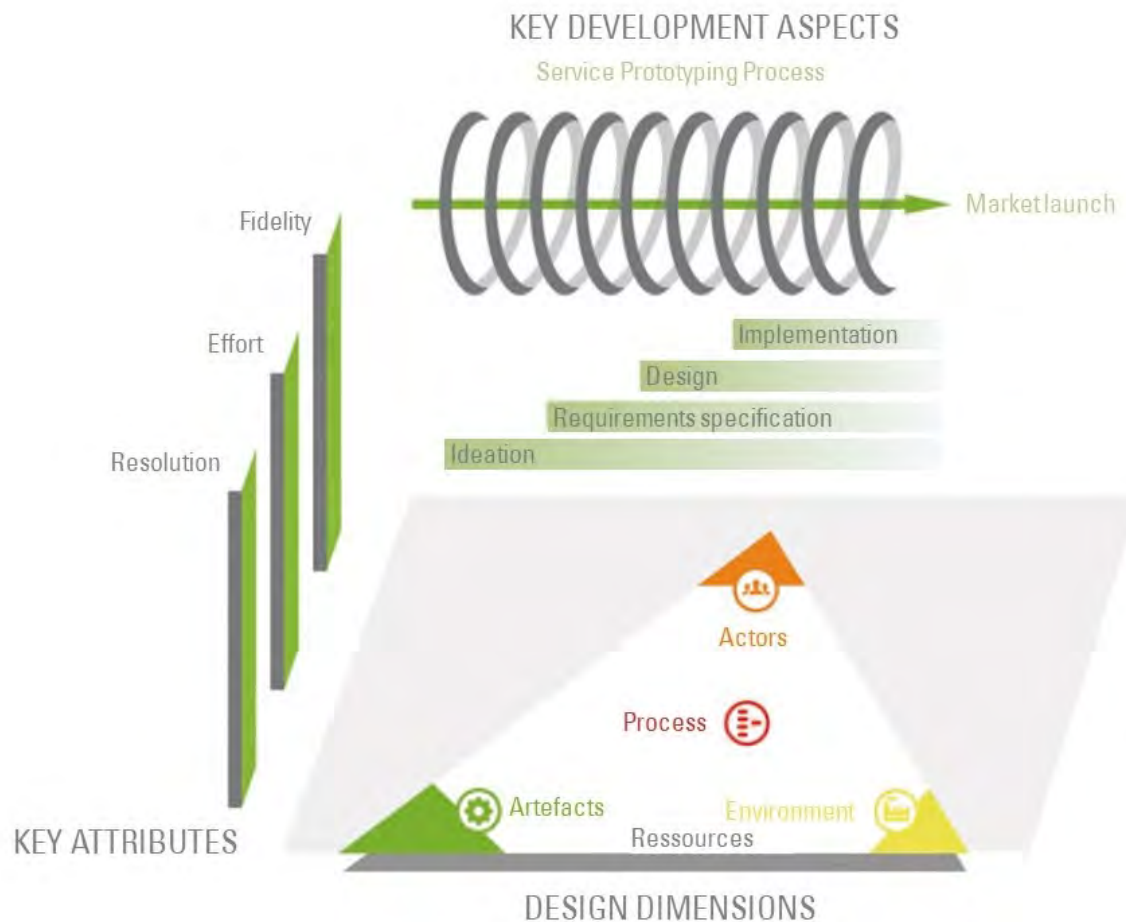 KEY DEVELOPMENT ASPECTS
Service Prototyping Process
Market launch
Fidelity
Effort
Resolution
Implementation
Design
Requirements specification
Ideation
Actors
Process
Artefacts
Environment
Ressources
KEY ATTRIBUTES
DESIGN DIMENSIONS